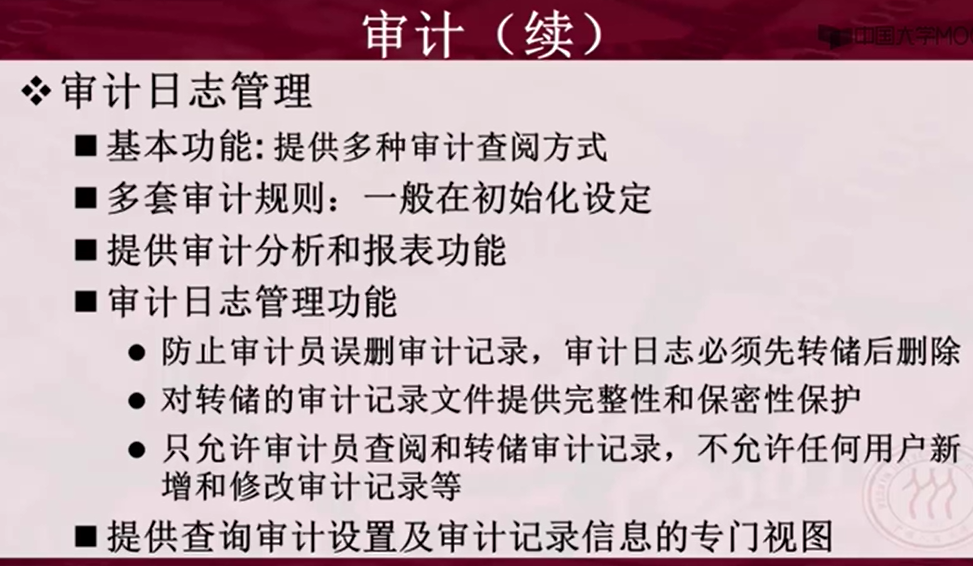 审计（续）
中国大学MO
❖审计日志管理
■基本功能: 提供多种审计查阅方式
■多套审计规则：一般在初始化设定
■提供审计分析和报表功能
■审计日志管理功能
●防止审计员误删审计记录，审计日志必须先转储后删除
●对转储的审计记录文件提供完整性和保密性保护
●只允许审计员查阅和转储审计记录，不允许任何用户新
增和修改审计记录等
■提供查询审计设置及审计记录信息的专门视图